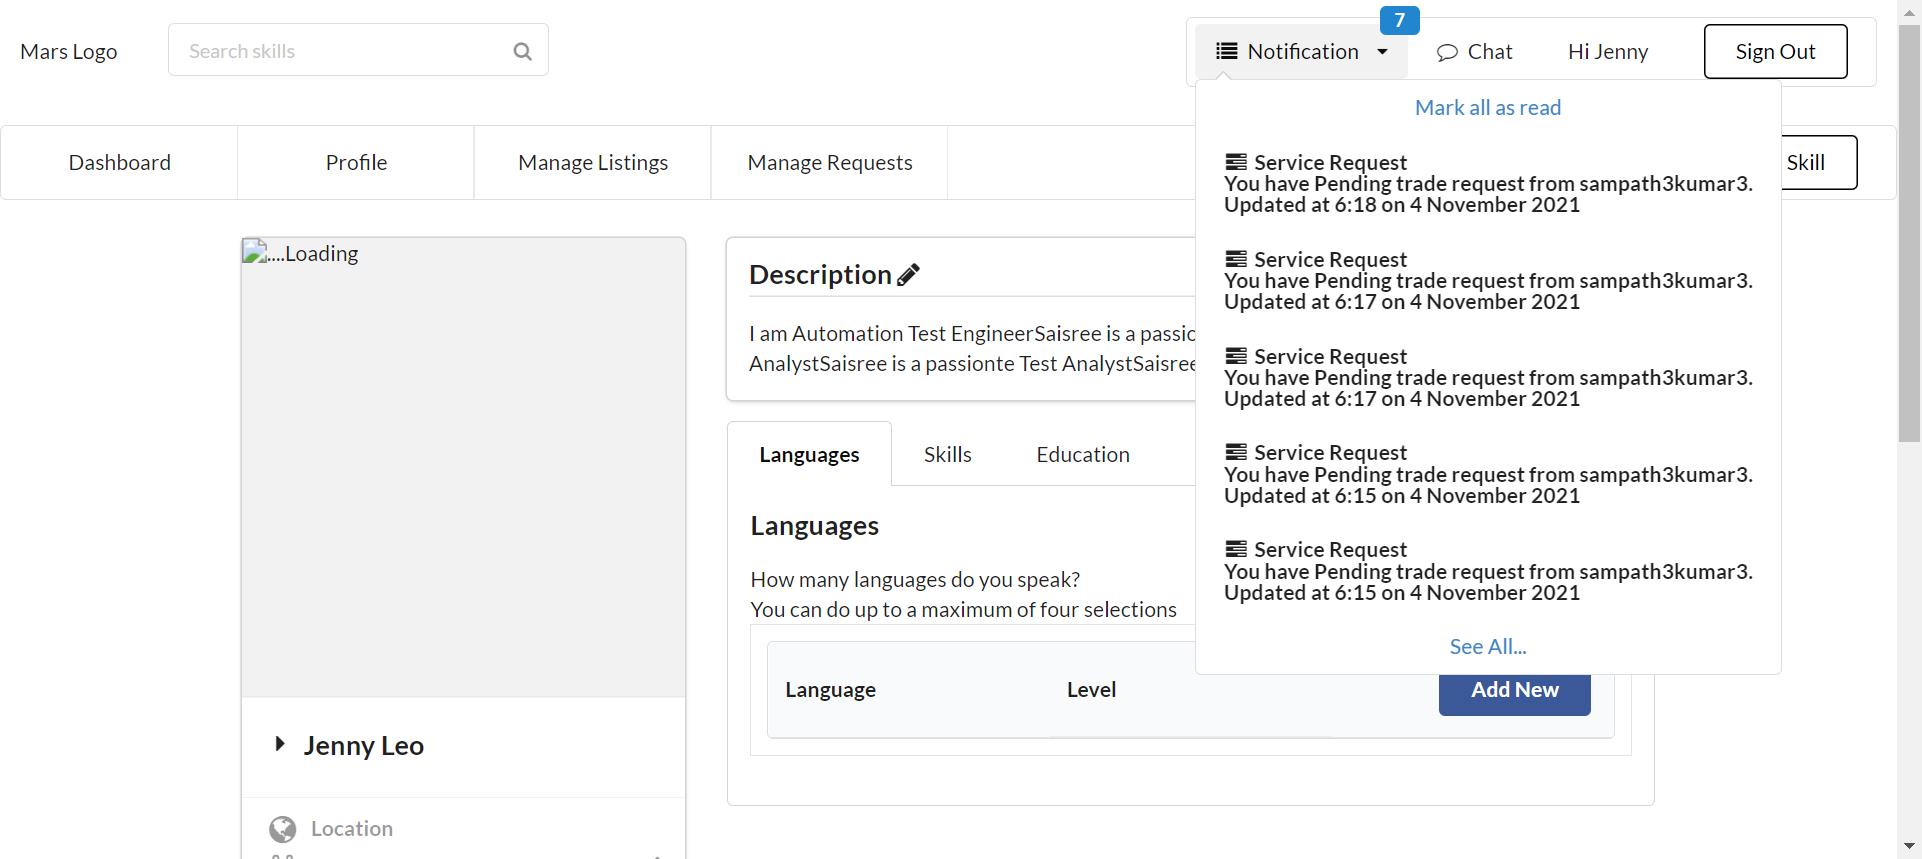 Mars Logo
Search skills
7
Notification
Chat
Hi Jenny
Sign Out
Mark all as read
Dashboard
Profile
Manage Listings
Manage Requests
Skill
Service Request
You have Pending trade request from sampath3kumar3.
Updated at 6:18 on 4 November 2021
Service Request
You have Pending trade request from sampath3kumar3.
Updated at 6:17 on 4 November 2021
Service Request
You have Pending trade request from sampath3kumar3.
Updated at 6:17 on 4 November 2021
Service Request
You have Pending trade request from sampath3kumar3.
Updated at 6:15 on 4 November 2021
Service Request
You have Pending trade request from sampath3kumar3.
Updated at 6:15 on 4 November 2021
See All...
....Loading
Jenny Leo
Location
Description
I am Automation Test EngineerSaisree is a passio
AnalystSaisree is a passionte Test AnalystSaisree
Languages
Skills
Education
Languages
How many languages do you speak?
You can do up to a maximum of four selections
Language
Level
Add New